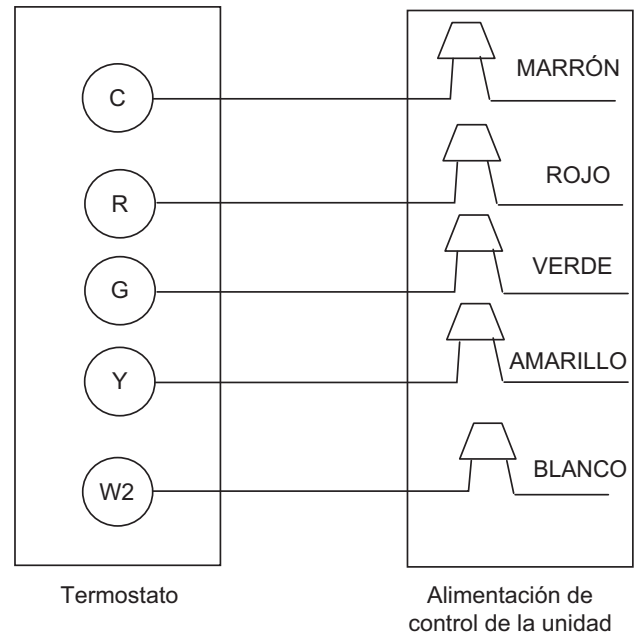 C
MARRÓN
R
ROJO
G
VERDE
Y
AMARILLO
W2
BLANCO
Termostato
Alimentación de
control de la unidad